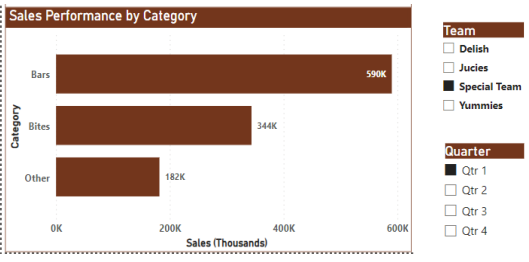 Sales Performance by Category
Bars
590K
Bites
344K
Other
182K
Category
0K
200K
400K
600K
Sales (Thousands)
Team
Delish
Jucies
Special Team
Yummies
Quarter
Qtr 1
Qtr 2
Qtr 3
Qtr 4